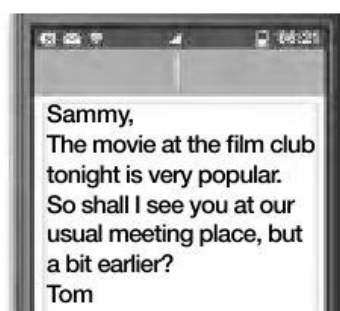 Sammy,
The movie at the film club
tonight is very popular.
So shall I see you at our
usual meeting place, but
a bit earlier?
Tom